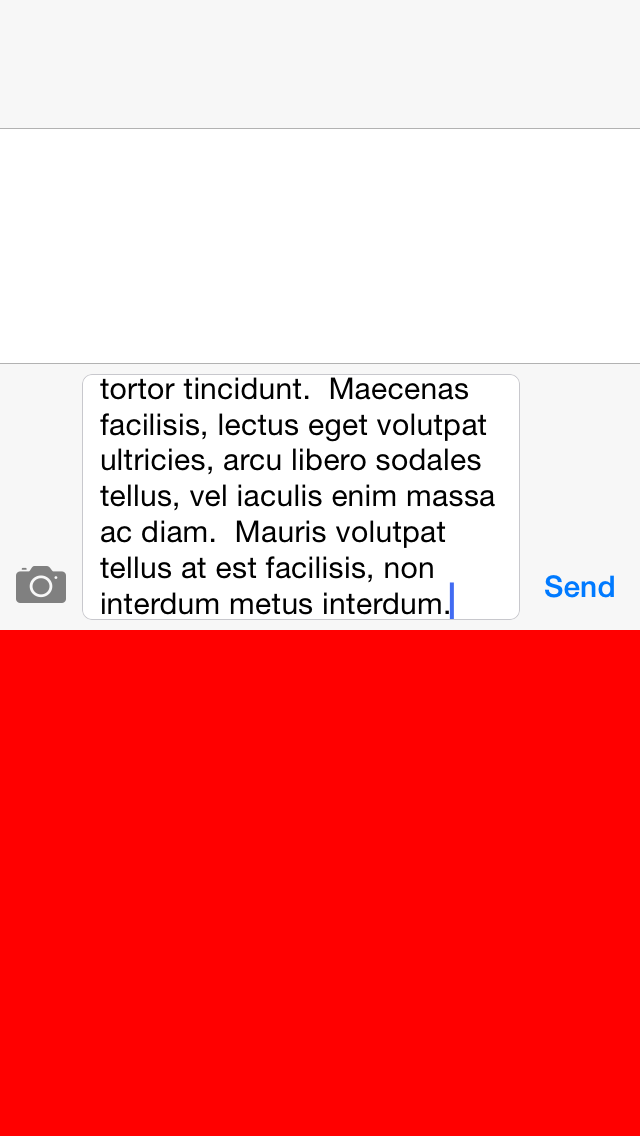 tortor tincidunt.  Maecenas
facilisis, lectus eget volutpat
ultricies, arcu libero sodales
tellus, vel iaculis enim massa
ac diam.  Mauris volutpat
tellus at est facilisis, non
interdum metus interdum.
Send